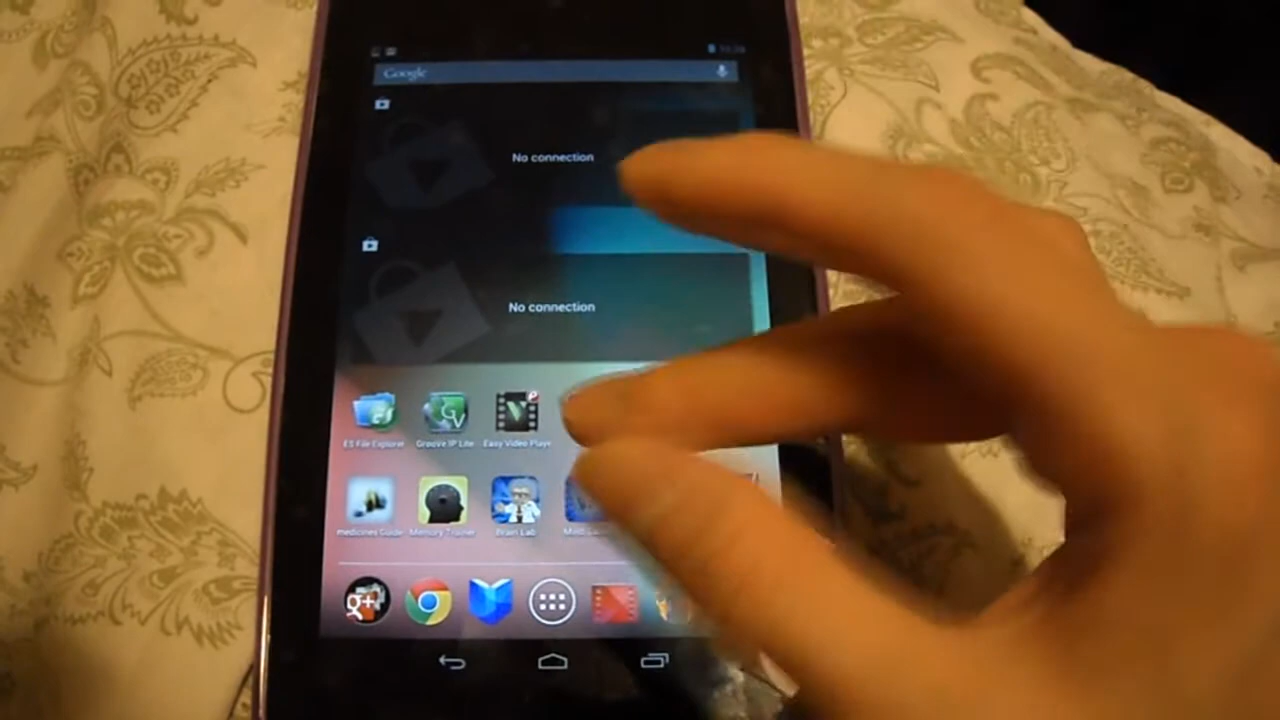 Google
No connection
No connection
ES File Explorer
Groove IP Lite
Easy Video Playe
medicines Guide
Memory Trainer
Brain Lab
g+